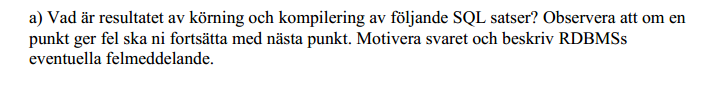 a) Vad är resultatet av körning och kompilering av följande SQL satser? Observera att om en
punkt ger fel ska ni fortsätta med nästa punkt. Motivera svaret och beskriv RDBMSs
eventuella felmeddelande.